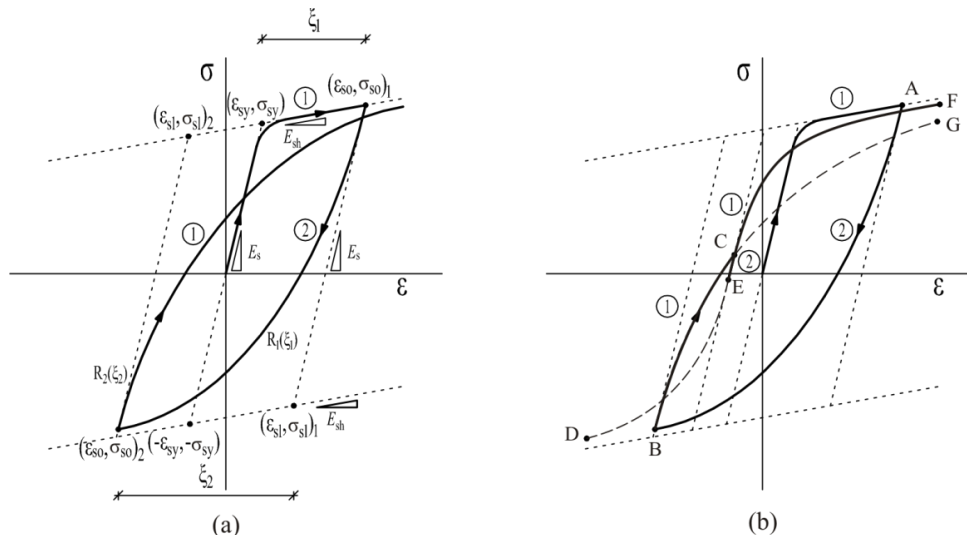 ξ₁
σ
(εso,σso)₁
(εsy,σsy)
①
(εsl,σsl)₂
Esh
①
②
Es
Es
ε
R₁(ξ₁)
R₂(ξ₂)
Esh
(εso,σso)₂
(-εsy,-σsy)
(εsl,σsl)₁
ξ₂
(a)
σ
A
①
F
G
①
②
C
②
E
ε
①
D
B
(b)